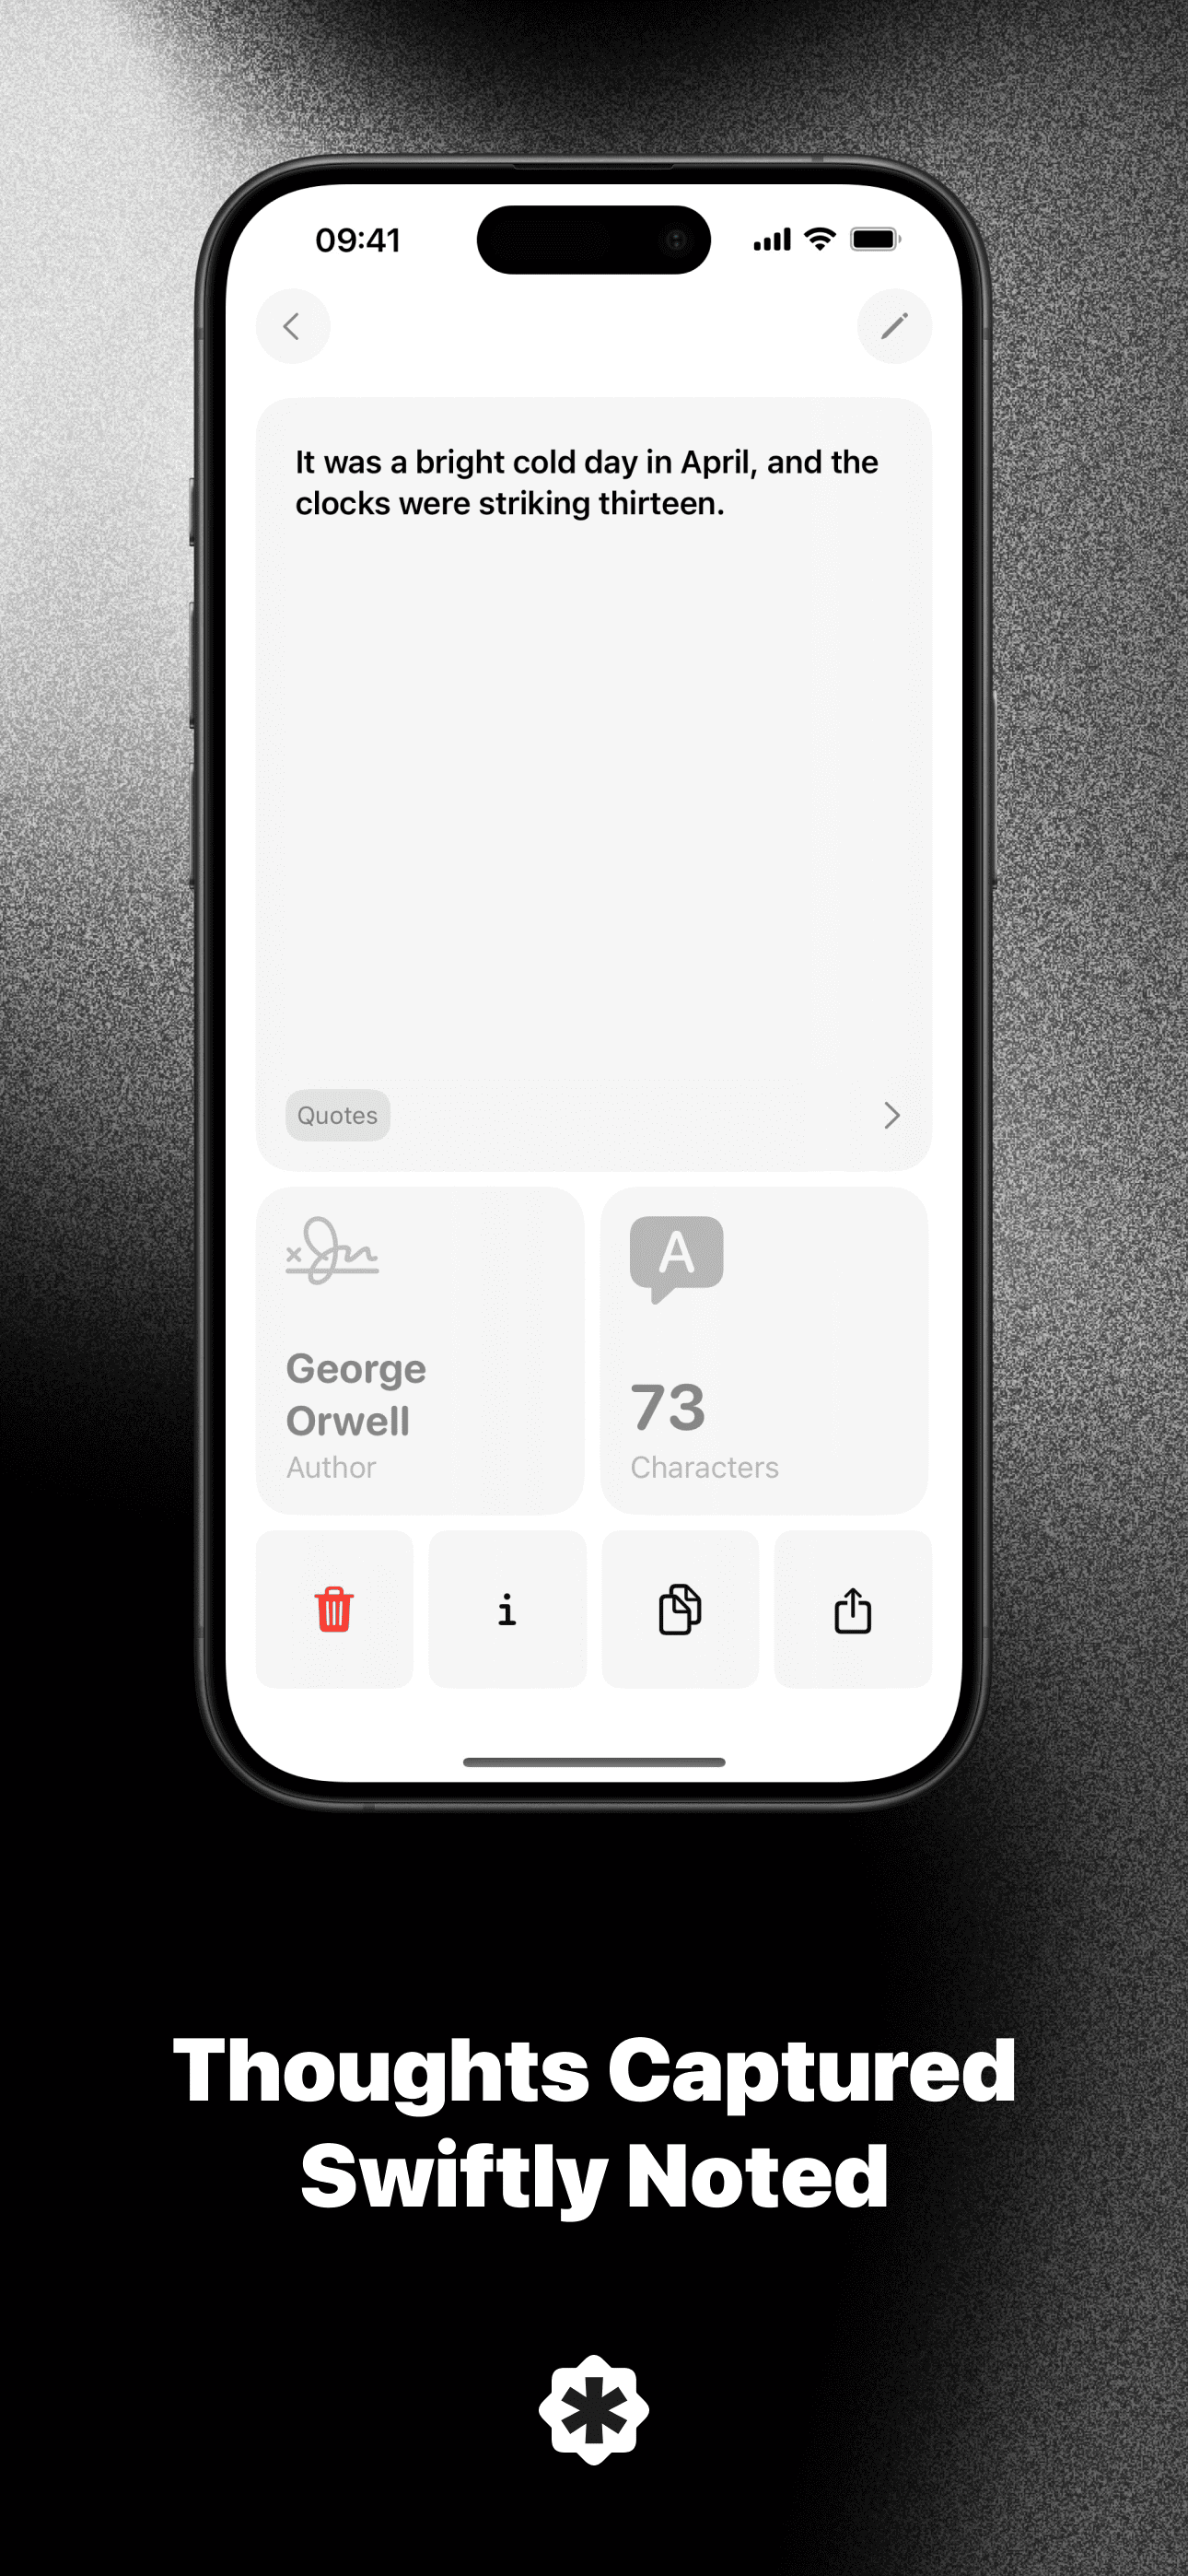 09:41
It was a bright cold day in April, and the
clocks were striking thirteen.
Quotes
George
Orwell
Author
A
73
Characters
Thoughts Captured
Swiftly Noted